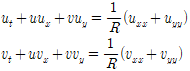 u_t + uu_x + vu_y = \frac{1}{R}(u_{xx} + u_{yy})
v_t + uv_x + vv_y = \frac{1}{R}(v_{xx} + v_{yy})